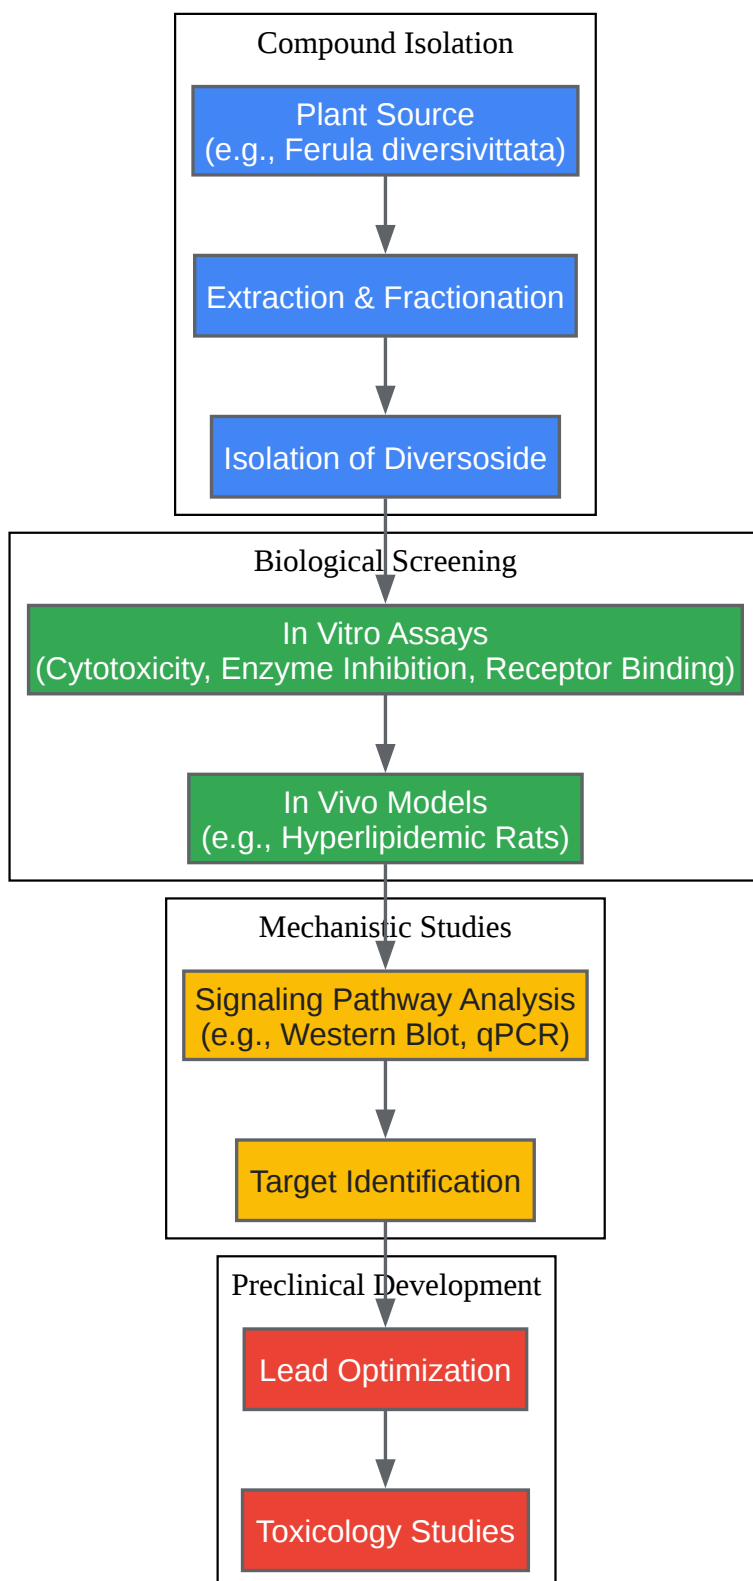 Compound Isolation
Plant Source
(e.g., Ferula diversivittata)
Extraction & Fractionation
Isolation of Diversoside
Biological Screening
In Vitro Assays
(Cytotoxicity, Enzyme Inhibition, Receptor Binding)
In Vivo Models
(e.g., Hyperlipidemic Rats)
Mechanistic Studies
Signaling Pathway Analysis
(e.g., Western Blot, qPCR)
Target Identification
Preclinical Development
Lead Optimization
Toxicology Studies